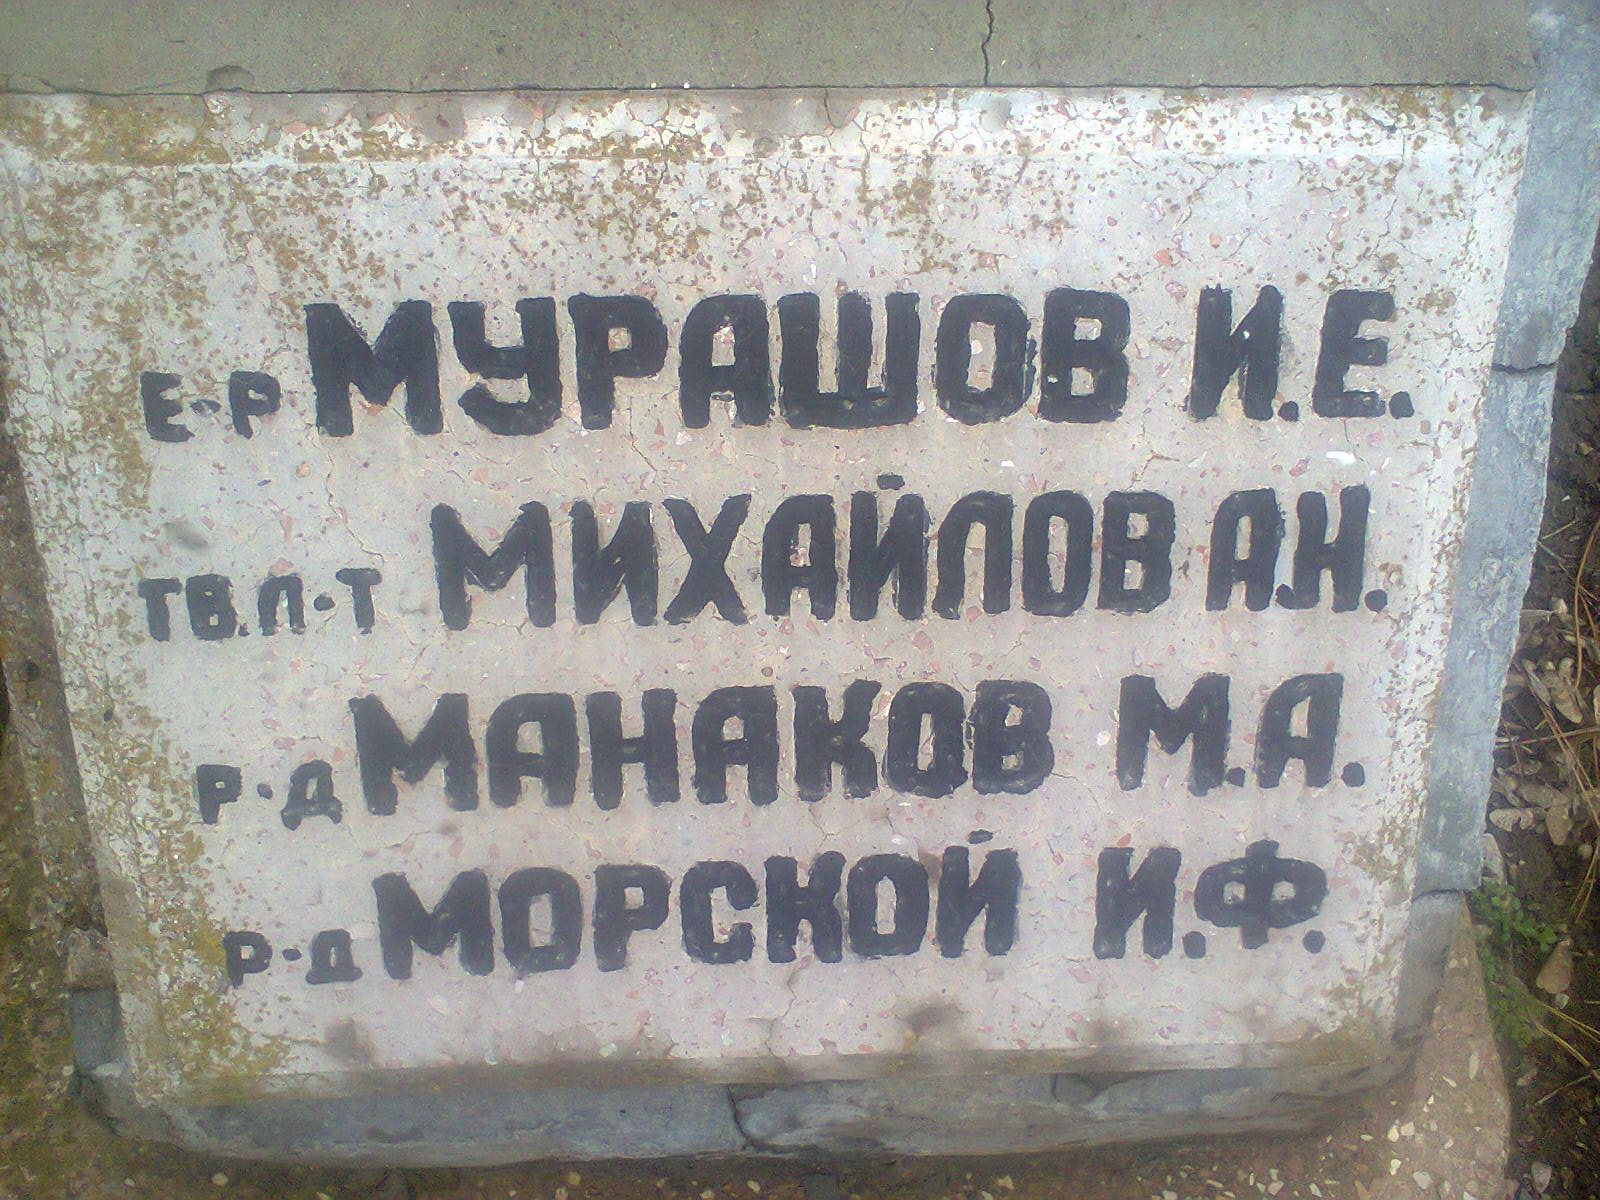 Е-Р МУРАШОВ И.Е.
ТВ.Л-Т МИХАЙЛОВ А.Н.
Р-Д МАНАКОВ М.А.
Р-Д МОРСКОЙ И.Ф.